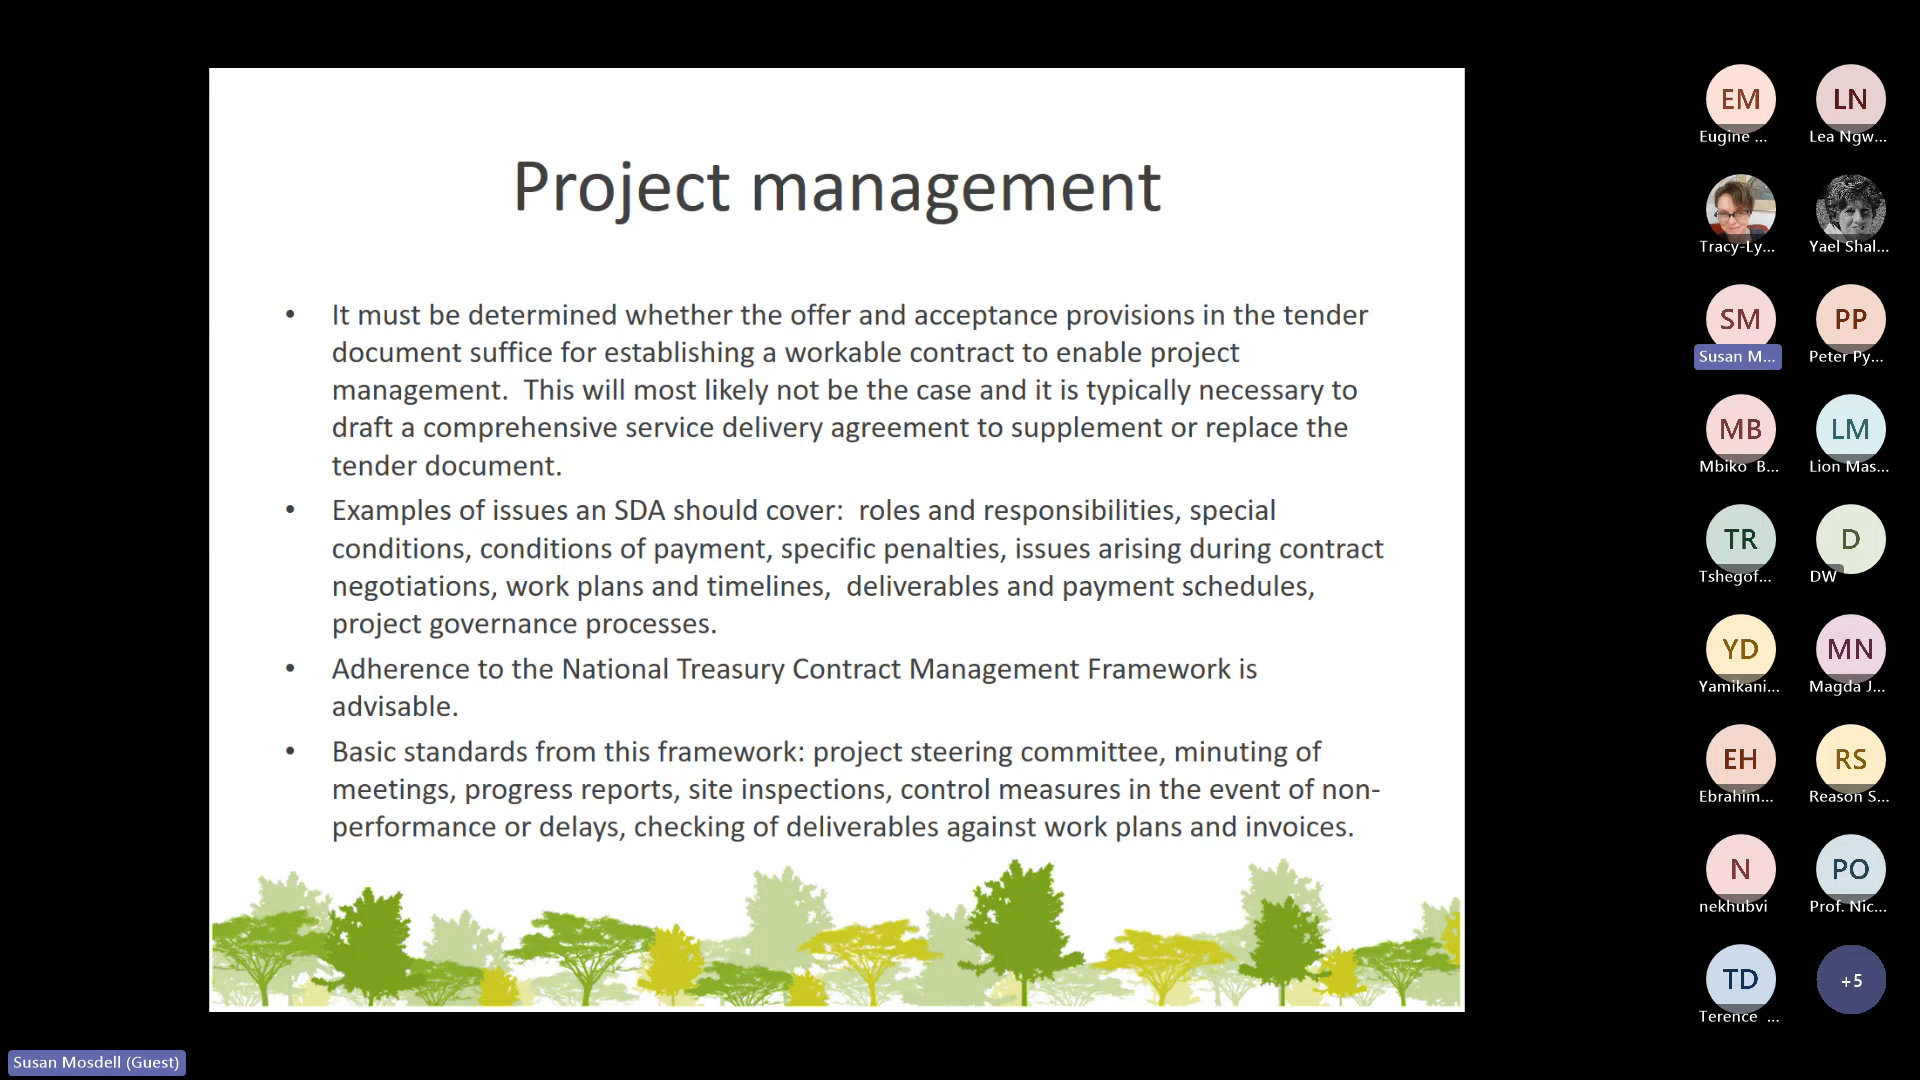 Project management
• It must be determined whether the offer and acceptance provisions in the tender
document suffice for establishing a workable contract to enable project
management.  This will most likely not be the case and it is typically necessary to
draft a comprehensive service delivery agreement to supplement or replace the
tender document.
• Examples of issues an SDA should cover:  roles and responsibilities, special
conditions, conditions of payment, specific penalties, issues arising during contract
negotiations, work plans and timelines,  deliverables and payment schedules,
project governance processes.
• Adherence to the National Treasury Contract Management Framework is
advisable.
• Basic standards from this framework: project steering committee, minuting of
meetings, progress reports, site inspections, control measures in the event of non-
performance or delays, checking of deliverables against work plans and invoices.
EM
Eugine ...
LN
Lea Ngw...
Tracy-Ly...
Yael Shal...
SM
Susan M...
PP
Peter Py...
MB
Mbiko  B...
LM
Lion Mas...
TR
Tshegof...
D
DW
YD
Yamikani...
MN
Magda J...
EH
Ebrahim...
RS
Reason S...
N
nekhubvi
PO
Prof. Nic...
TD
Terence  ...
+5
Susan Mosdell (Guest)